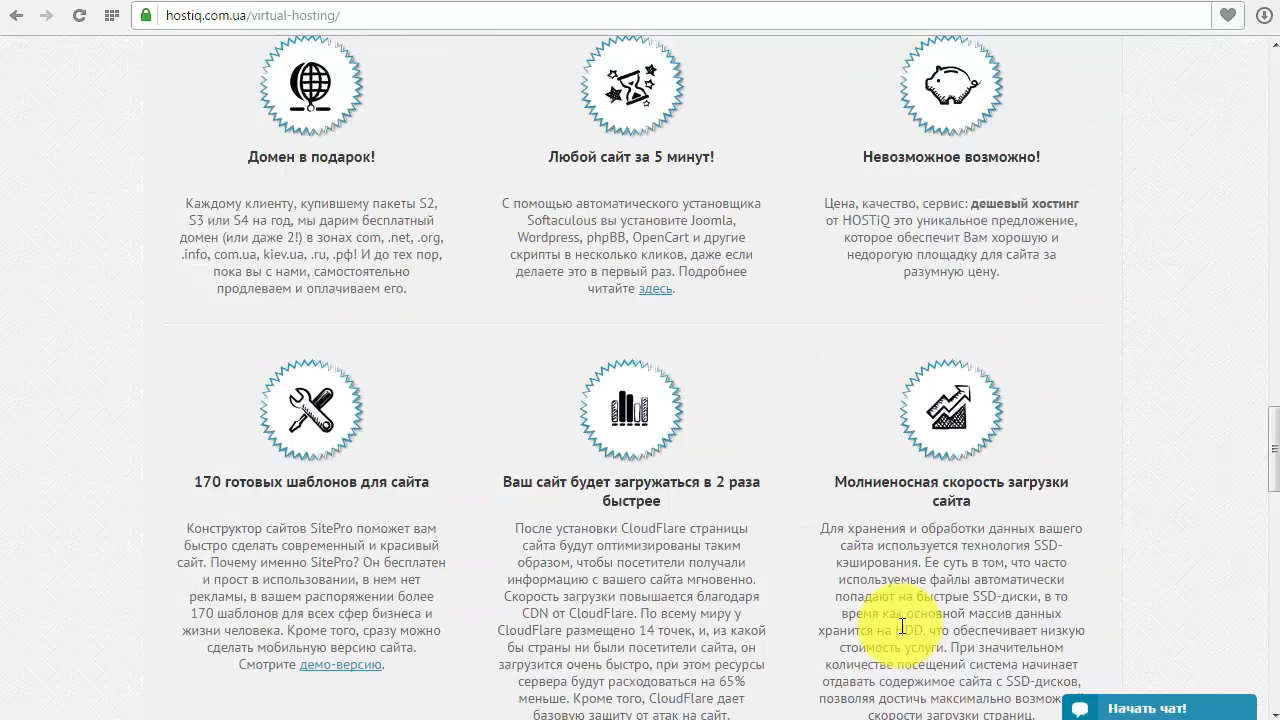 hostiq.com.ua/virtual-hosting/
Домен в подарок!
Каждому клиенту, купившему пакеты S2,
S3 или S4 на год, мы дарим бесплатный
домен (или даже 2!) в зонах com, .net, .org,
.info, com.ua, kiev.ua, .ru, .рф! И до тех пор,
пока вы с нами, самостоятельно
продлеваем и оплачиваем его.
Любой сайт за 5 минут!
С помощью автоматического установщика
Softaculous вы установите Joomla,
Wordpress, phpBB, OpenCart и другие
скрипты в несколько кликов, даже если
делаете это в первый раз. Подробнее
читайте здесь.
Невозможное возможно!
Цена, качество, сервис: дешевый хостинг
от HOSTiQ это уникальное предложение,
которое обеспечит Вам хорошую и
недорогую площадку для сайта за
разумную цену.
170 готовых шаблонов для сайта
Конструктор сайтов SitePro поможет вам
быстро сделать современный и красивый
сайт. Почему именно SitePro? Он бесплатен
и прост в использовании, в нем нет
рекламы, в вашем распоряжении более
170 шаблонов для всех сфер бизнеса и
жизни человека. Кроме того, сразу можно
сделать мобильную версию сайта.
Смотрите демо-версию.
Ваш сайт будет загружаться в 2 раза
быстрее
После установки CloudFlare страницы
сайта будут оптимизированы таким
образом, чтобы посетители получали
информацию с вашего сайта мгновенно.
Скорость загрузки повышается благодаря
CDN от CloudFlare. По всему миру у
CloudFlare размещено 14 точек, и, из какой
бы страны ни были посетители сайта, он
загрузится очень быстро, при этом ресурсы
сервера будут расходоваться на 65%
меньше. Кроме того, CloudFlare дает
базовую защиту от атак на сайт.
Молниеносная скорость загрузки
сайта
Для хранения и обработки данных вашего
сайта используется технология SSD-
кэширования. Ее суть в том, что часто
используемые файлы автоматически
попадают на быстрые SSD-диски, в то
время как основной массив данных
хранится на HDD, что обеспечивает низкую
стоимость услуги. При значительном
количестве посещений система начинает
отдавать содержимое сайта с SSD-дисков,
позволяя достичь максимально
скорости загрузки страниц.
Начать чат!